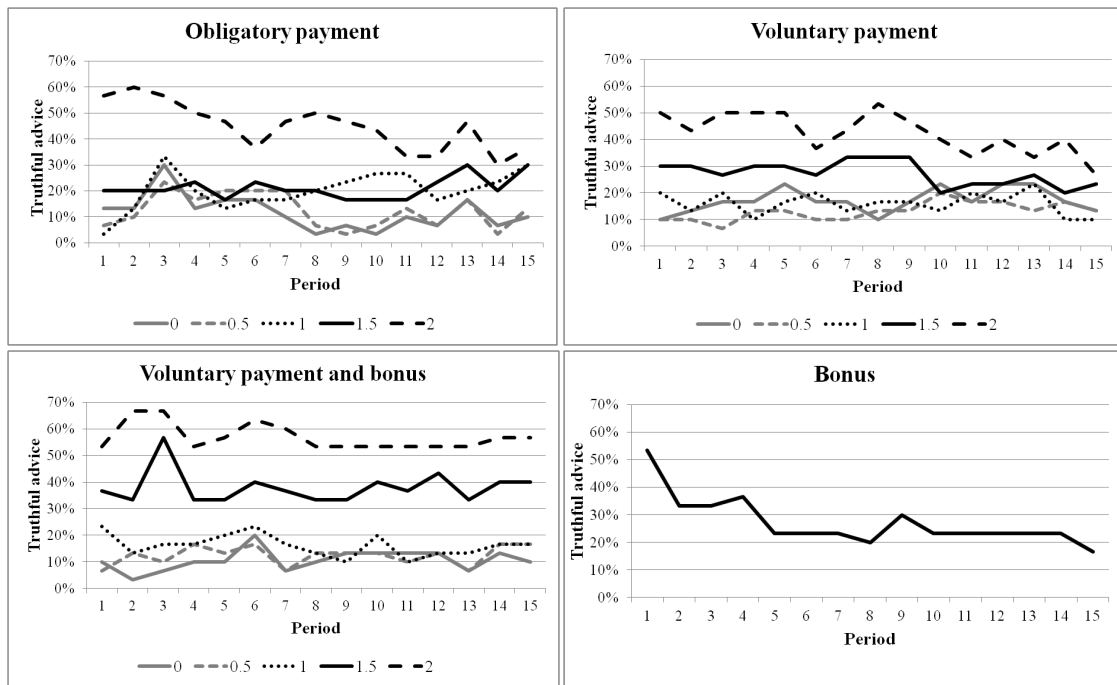 Obligatory payment
70%
60%
50%
40%
30%
20%
10%
0%
Truthful advice
1 2 3 4 5 6 7 8 9 10 11 12 13 14 15
Period
0 0.5 1 1.5 2
Voluntary payment
70%
60%
50%
40%
30%
20%
10%
0%
Truthful advice
1 2 3 4 5 6 7 8 9 10 11 12 13 14 15
Period
0 0.5 1 1.5 2
Voluntary payment and bonus
70%
60%
50%
40%
30%
20%
10%
0%
Truthful advice
1 2 3 4 5 6 7 8 9 10 11 12 13 14 15
Period
0 0.5 1 1.5 2
Bonus
70%
60%
50%
40%
30%
20%
10%
0%
Truthful advice
1 2 3 4 5 6 7 8 9 10 11 12 13 14 15
Period